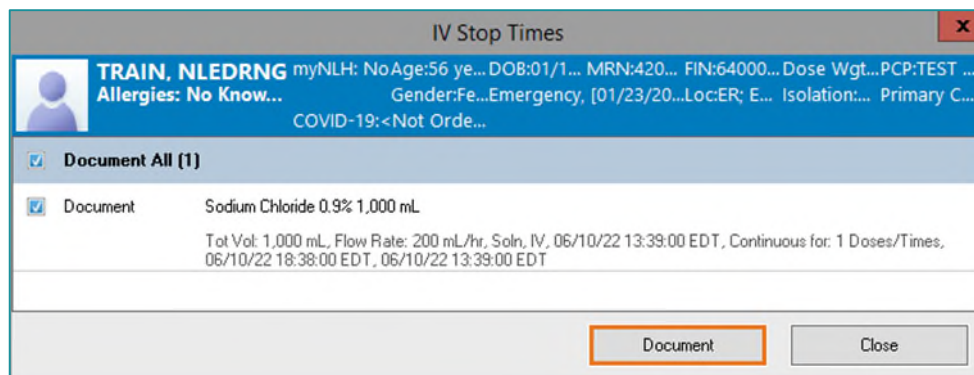 IV Stop Times
X
TRAIN, NLEDRNG myNLH: No Age:56 ye... DOB:01/1... MRN:420... FIN:64000... Dose Wgt... PCP:TEST ...
Allergies: No Know... Gender:Fe... Emergency, [01/23/20... Loc:ER; E... Isolation:... Primary C...
COVID-19:<Not Orde...
Document All (1)
Document Sodium Chloride 0.9% 1,000 mL
Tot Vol: 1,000 mL, Flow Rate: 200 mL/hr, Soln, IV, 06/10/22 13:39:00 EDT, Continuous for: 1 Doses/Times,
06/10/22 18:38:00 EDT, 06/10/22 13:39:00 EDT
Document Close